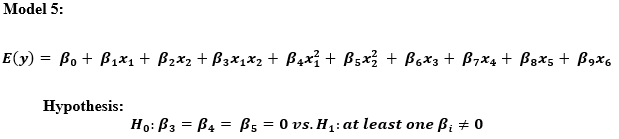 Model 5:
E(y) = β₀ + β₁x₁ + β₂x₂ + β₃x₁x₂ + β₄x₁² + β₅x₂² + β₆x₃ + β₇x₄ + β₈x₅ + β₉x₆
Hypothesis:
H₀: β₃ = β₄ = β₅ = 0 vs. H₁: at least one βᵢ ≠ 0